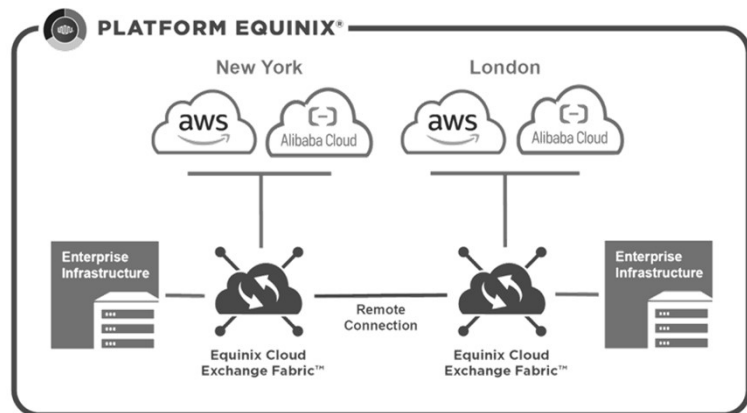 PLATFORM EQUINIX®
New York
London
aws
Alibaba Cloud
aws
Alibaba Cloud
Enterprise
Infrastructure
Enterprise
Infrastructure
Remote
Connection
Equinix Cloud
Exchange Fabric™
Equinix Cloud
Exchange Fabric™